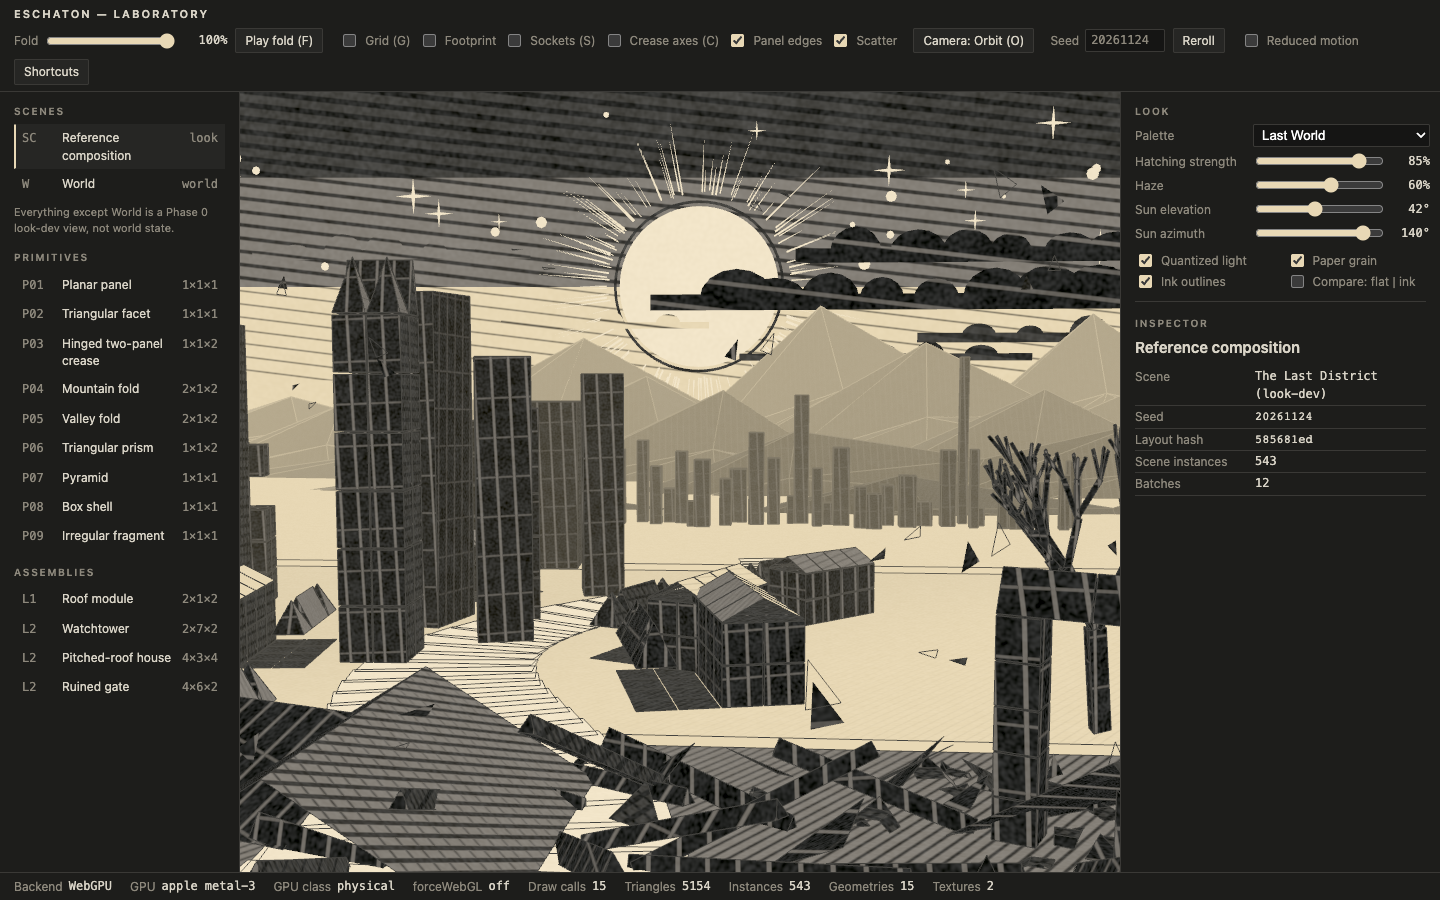 ESCHATON — LABORATORY
Fold 100% Play fold (F) Grid (G) Footprint Sockets (S) Crease axes (C) Panel edges Scatter Camera: Orbit (O) Seed 20261124 Reroll Reduced motion
Shortcuts
SCENES
SC Reference composition look
W World world
Everything except World is a Phase 0
look-dev view, not world state.
PRIMITIVES
P01 Planar panel 1×1×1
P02 Triangular facet 1×1×1
P03 Hinged two-panel crease 1×1×2
P04 Mountain fold 2×1×2
P05 Valley fold 2×1×2
P06 Triangular prism 1×1×2
P07 Pyramid 1×1×1
P08 Box shell 1×1×1
P09 Irregular fragment 1×1×1
ASSEMBLIES
L1 Roof module 2×1×2
L2 Watchtower 2×7×2
L2 Pitched-roof house 4×3×4
L2 Ruined gate 4×6×2
LOOK
Palette Last World
Hatching strength 85%
Haze 60%
Sun elevation 42°
Sun azimuth 140°
Quantized light Paper grain
Ink outlines Compare: flat | ink
INSPECTOR
Reference composition
Scene The Last District
(look-dev)
Seed 20261124
Layout hash 585681ed
Scene instances 543
Batches 12
Backend WebGPU GPU apple metal-3 GPU class physical forceWebGL off Draw calls 15 Triangles 5154 Instances 543 Geometries 15 Textures 2